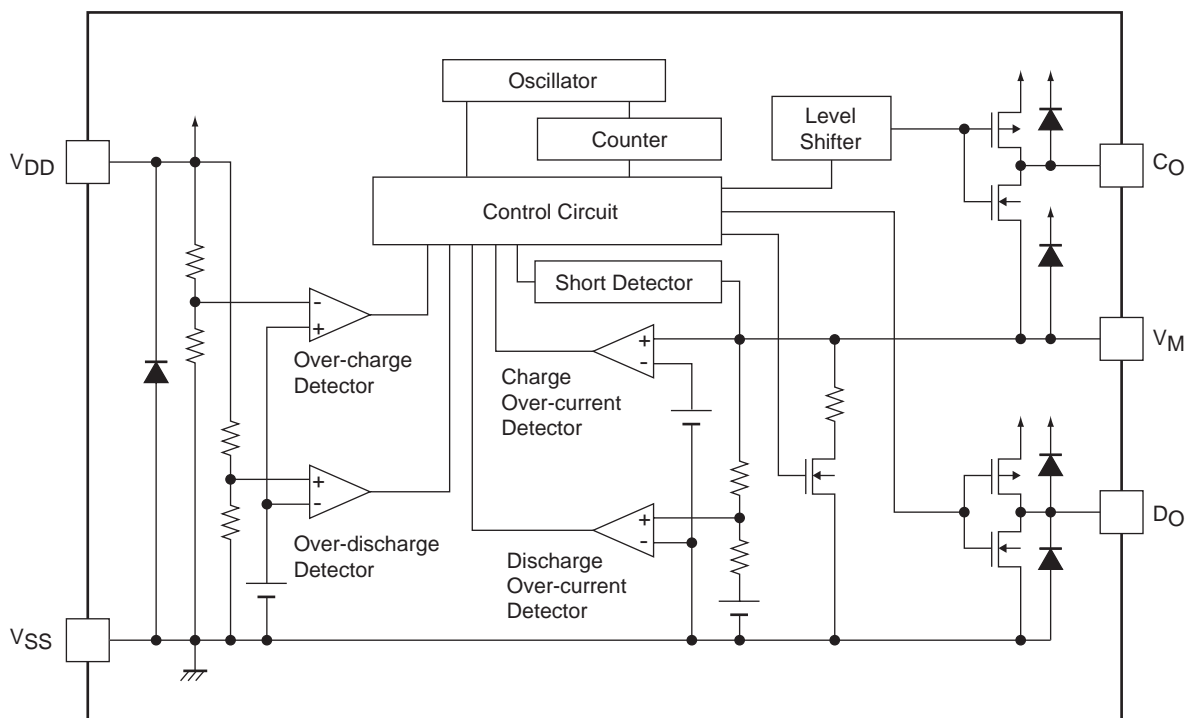 Oscillator
Counter
Level
Shifter
VDD
CO
Control Circuit
Short Detector
-
+
Over-charge
Detector
+
-
Charge
Over-current
Detector
VM
+
-
Over-discharge
Detector
+
-
Discharge
Over-current
Detector
DO
VSS